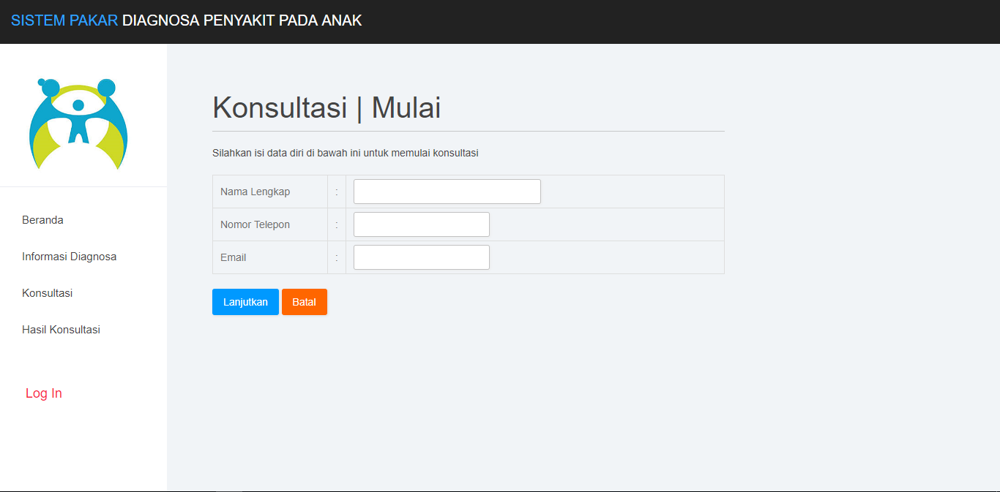 SISTEM PAKAR DIAGNOSA PENYAKIT PADA ANAK
Beranda
Informasi Diagnosa
Konsultasi
Hasil Konsultasi
Log In
Konsultasi | Mulai
Silahkan isi data diri di bawah ini untuk memulai konsultasi
Nama Lengkap :
Nomor Telepon :
Email :
Lanjutkan Batal